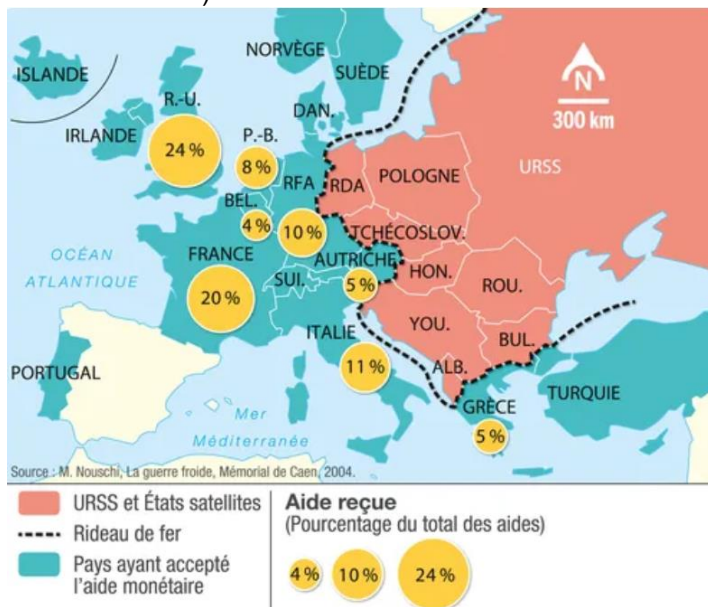 ISLANDE
NORVÈGE
SUÈDE
N
300 km
R.-U.
DAN.
IRLANDE
24 %
P.-B.
8 %
RFA
RDA
POLOGNE
URSS
BEL.
4 %
10 %
TCHÉCOSLOV.
OCÉAN
ATLANTIQUE
FRANCE
AUTRICHE
20 %
SUI.
5 %
HON.
ROU.
ITALIE
YOU.
BUL.
PORTUGAL
11 %
ALB.
TURQUIE
GRÈCE
Mer
Méditerranée
5 %
Source : M. Nouschi, La guerre froide, Mémorial de Caen, 2004.
URSS et États satellites
Rideau de fer
Pays ayant accepté
l'aide monétaire
Aide reçue
(Pourcentage du total des aides)
4 %
10 %
24 %